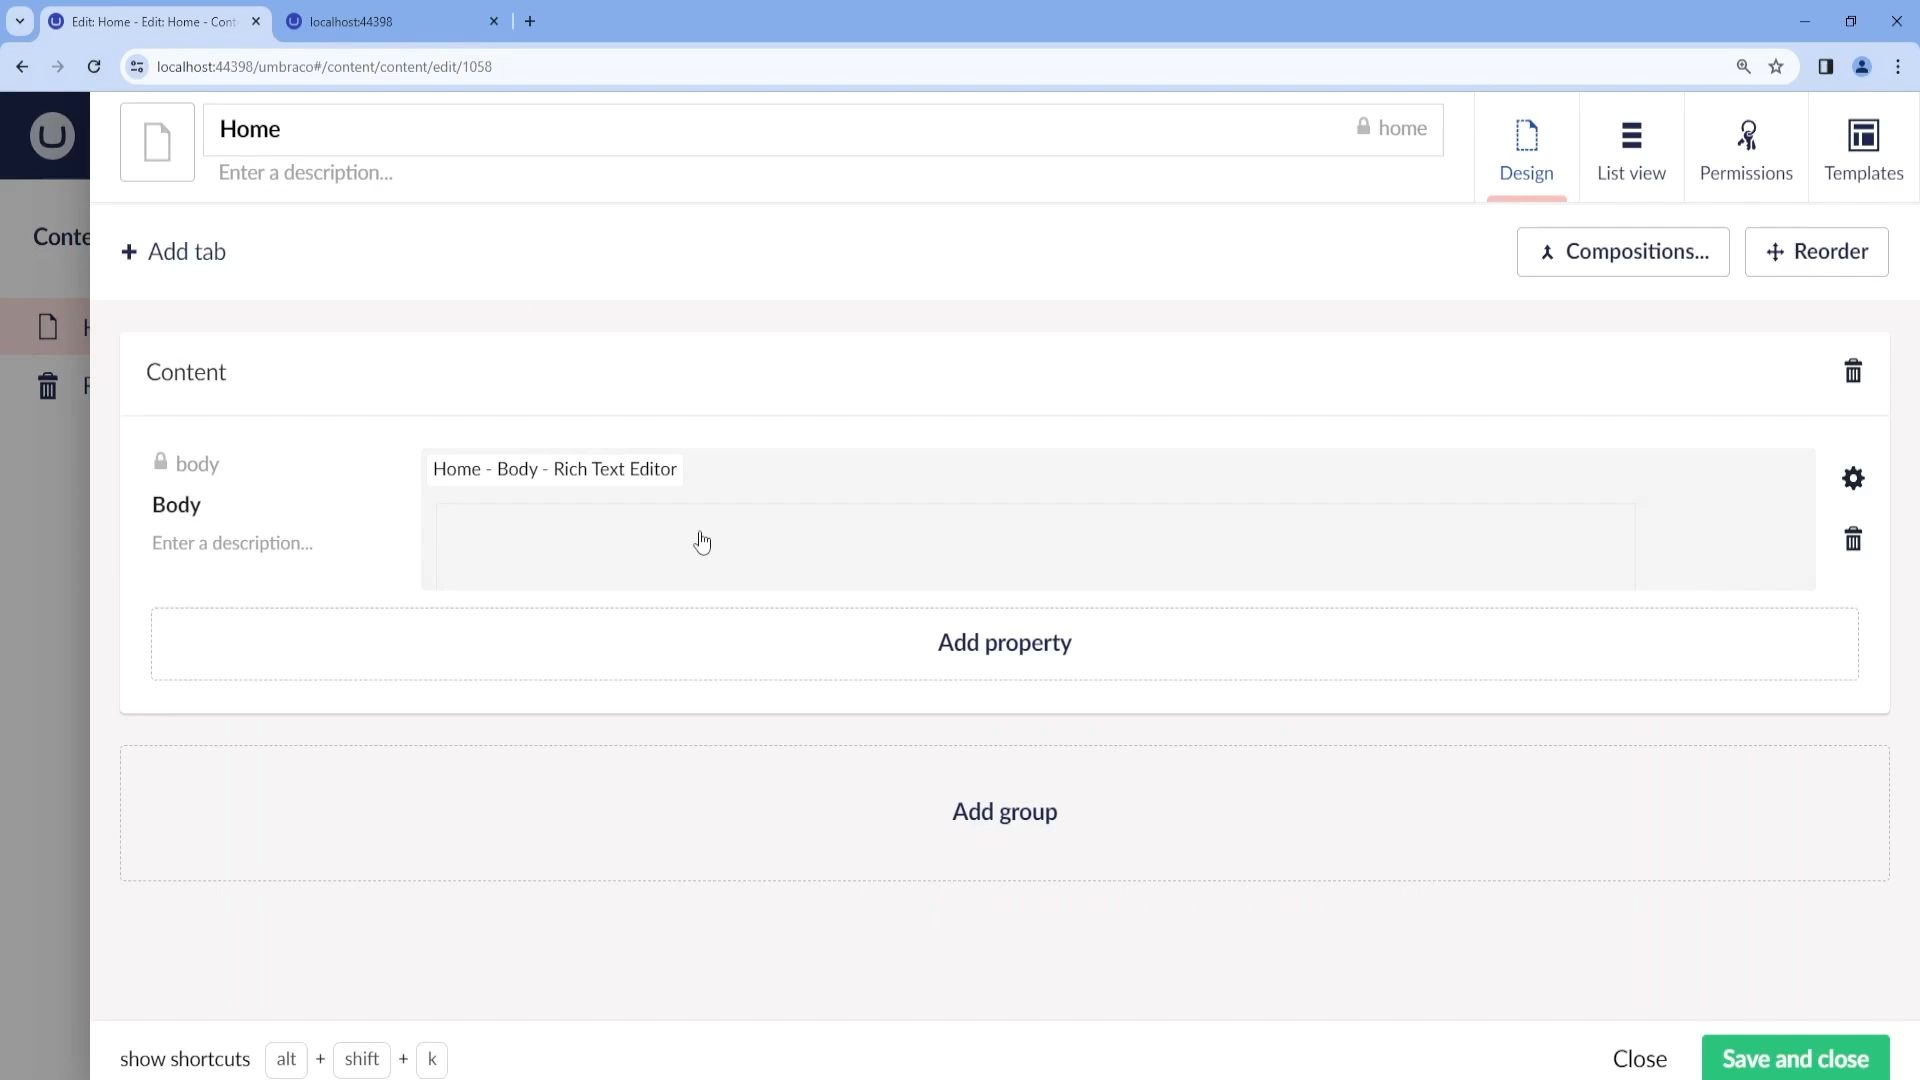 Edit: Home - Edit: Home - Cont
localhost:44398
localhost:44398/umbraco#/content/content/edit/1058
Home
home
Enter a description...
Design
List view
Permissions
Templates
Conte
Add tab
Compositions...
Reorder
Content
body
Home - Body - Rich Text Editor
Body
Enter a description...
Add property
Add group
show shortcuts alt + shift + k
Close
Save and close